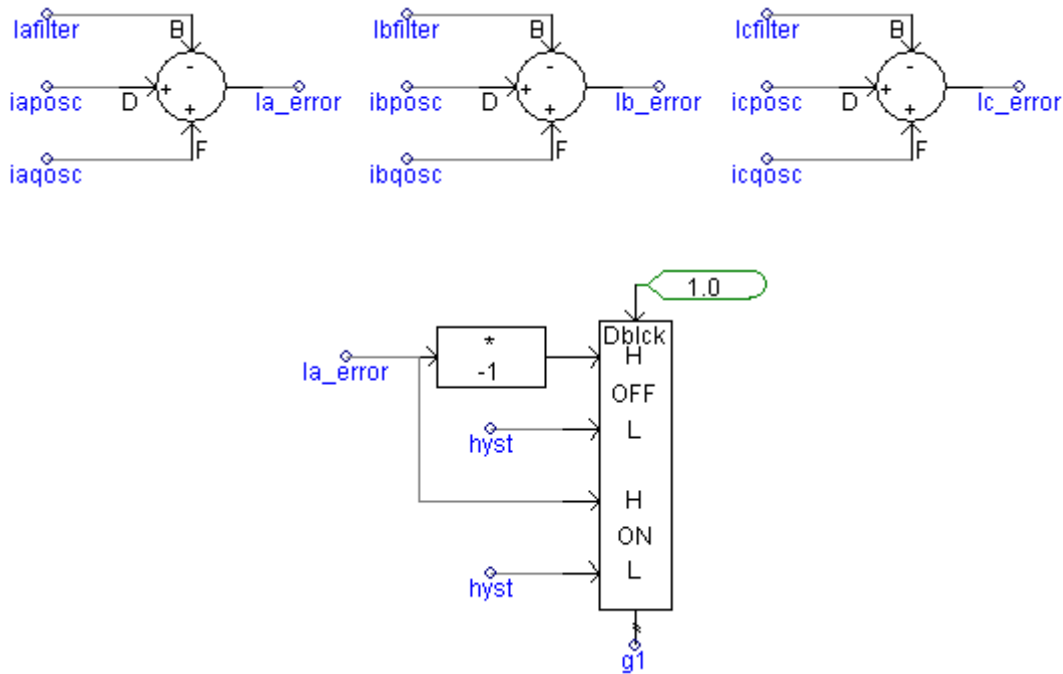 Iafilter B Ibfilter B Icfilter B
- - -
iaposc D + Ia_error ibposc D + Ib_error icposc D + Ic_error
+ + +
F F F
iaqosc ibqosc icqosc
1.0
Dblck
* H
Ia_error -1
OFF
hyst L
H
ON
hyst L
g1